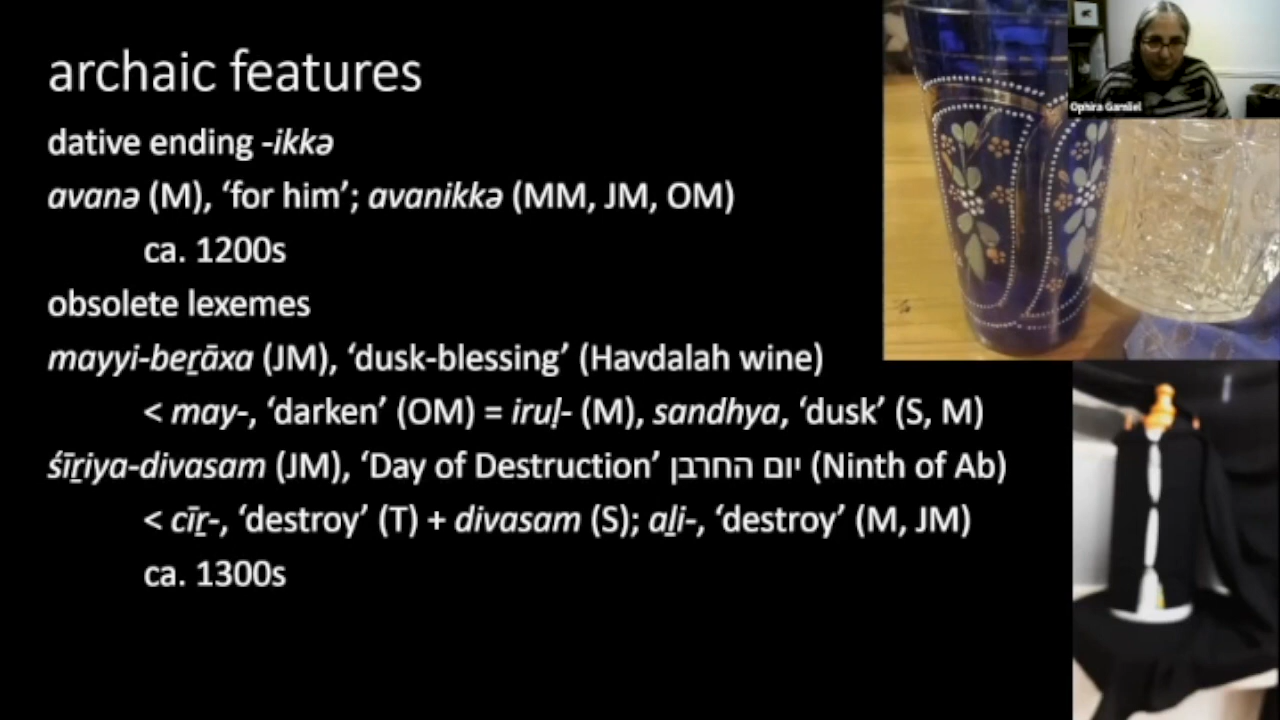 archaic features
dative ending -ikkə
avanə (M), ‘for him’; avanikkə (MM, JM, OM)
ca. 1200s
obsolete lexemes
mayyi-beṟāxa (JM), ‘dusk-blessing’ (Havdalah wine)
< may-, ‘darken’ (OM) = iruḷ- (M), sandhya, ‘dusk’ (S, M)
śīṟiya-divasam (JM), ‘Day of Destruction’ יום החרבן (Ninth of Ab)
< cīṟ-, ‘destroy’ (T) + divasam (S); aḻi-, ‘destroy’ (M, JM)
ca. 1300s
Ophira Gamliel